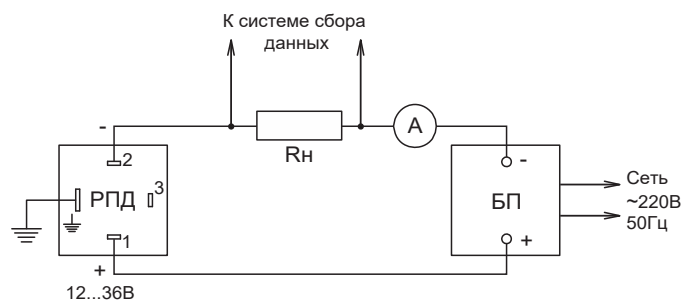 К системе сбора
данных
А
Rн
-
2
3
РПД
1
+
12...36В
-
БП
+
Сеть
~220В
50Гц